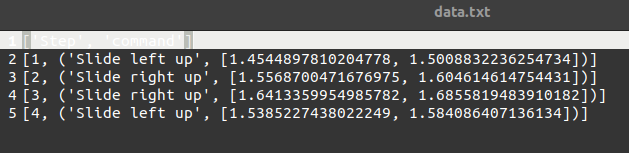 data.txt
1 ['Step', 'command']
2 [1, ('Slide left up', [1.4544897810204778, 1.5008832236254734])]
3 [2, ('Slide right up', [1.5568700471676975, 1.604614614754431])]
4 [3, ('Slide right up', [1.6413359954985782, 1.6855819483910182])]
5 [4, ('Slide left up', [1.5385227438022249, 1.584086407136134])]